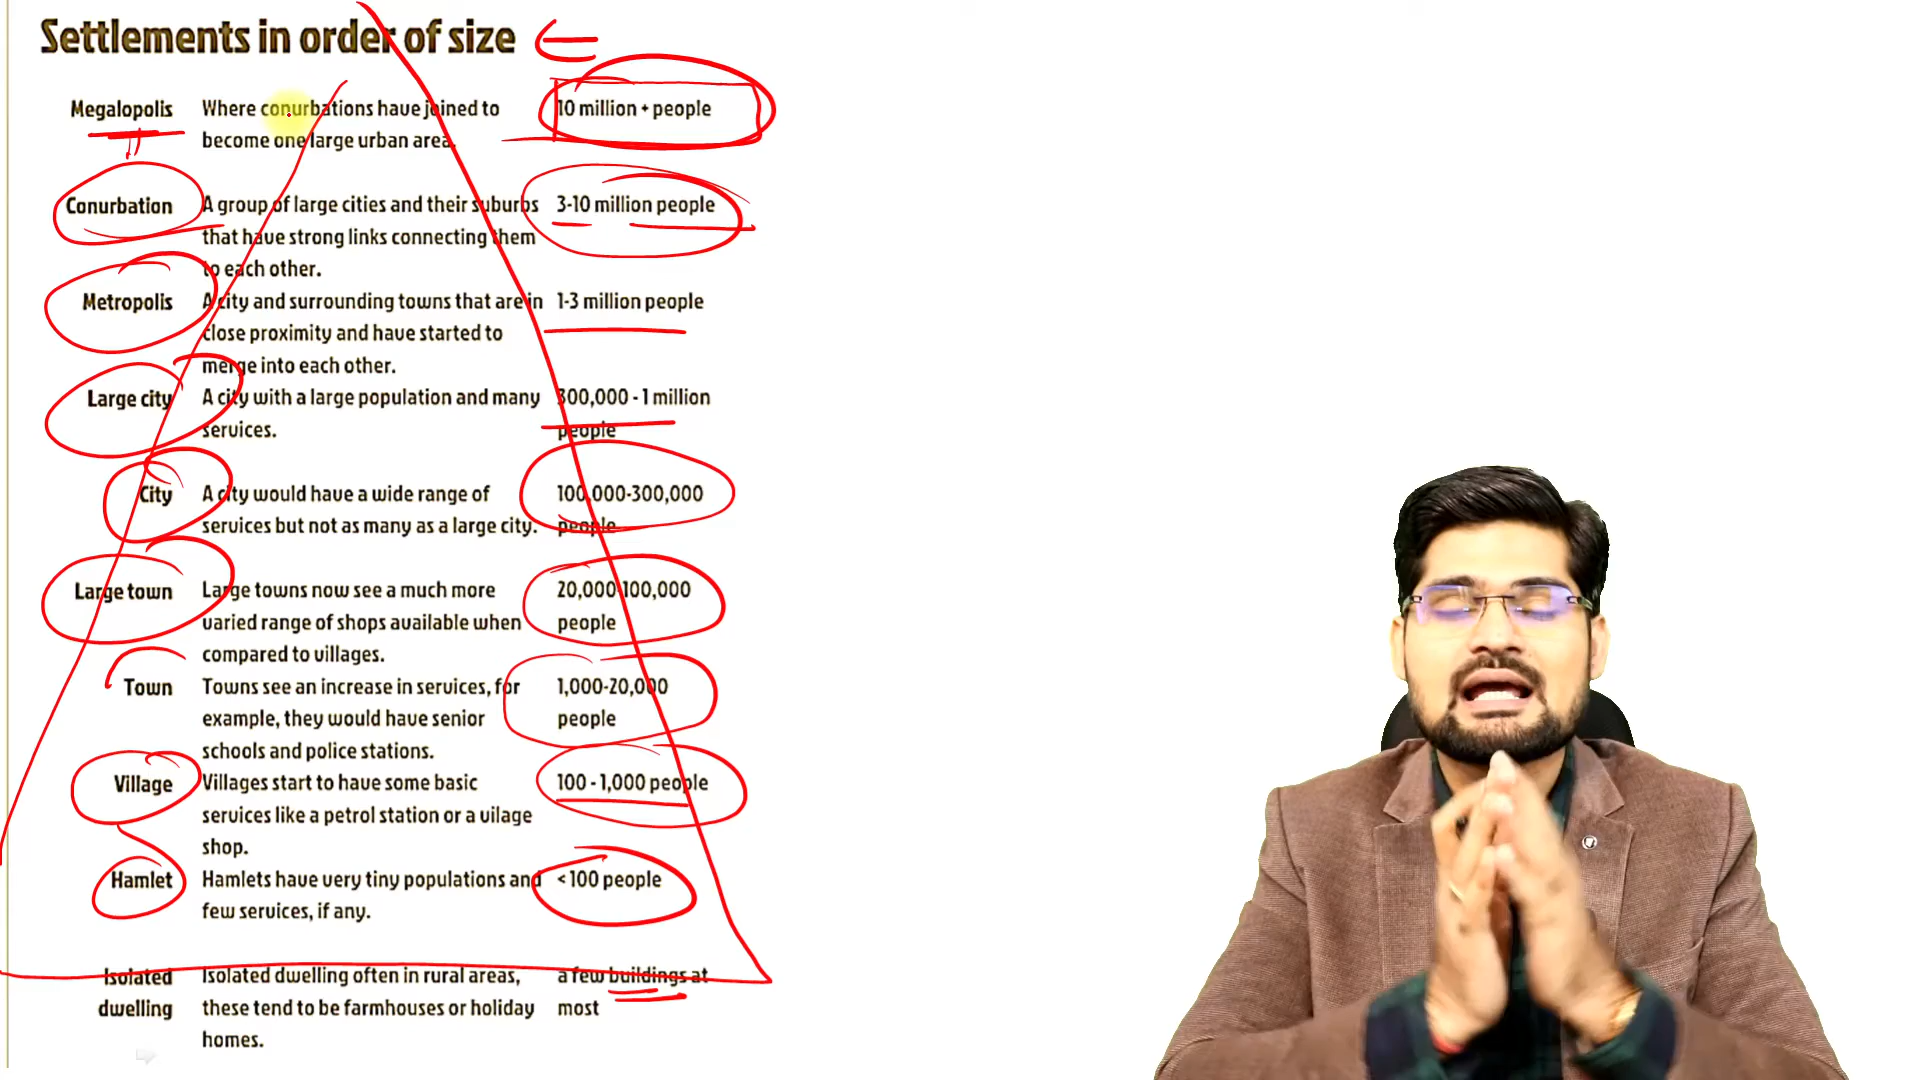 Settlements in order of size
Megalopolis Where conurbations have joined to 10 million + people
become one large urban area.
Conurbation A group of large cities and their suburbs 3-10 million people
that have strong links connecting them
to each other.
Metropolis A city and surrounding towns that are in 1-3 million people
close proximity and have started to
merge into each other.
Large city A city with a large population and many 300,000 - 1 million
services. people
City A city would have a wide range of 100,000-300,000
services but not as many as a large city. people
Large town Large towns now see a much more 20,000-100,000
varied range of shops available when people
compared to villages.
Town Towns see an increase in services, for 1,000-20,000
example, they would have senior people
schools and police stations.
Village Villages start to have some basic 100 - 1,000 people
services like a petrol station or a vilage
shop.
Hamlet Hamlets have very tiny populations and < 100 people
few services, if any.
Isolated Isolated dwelling often in rural areas, a few buildings at
dwelling these tend to be farmhouses or holiday most
homes.